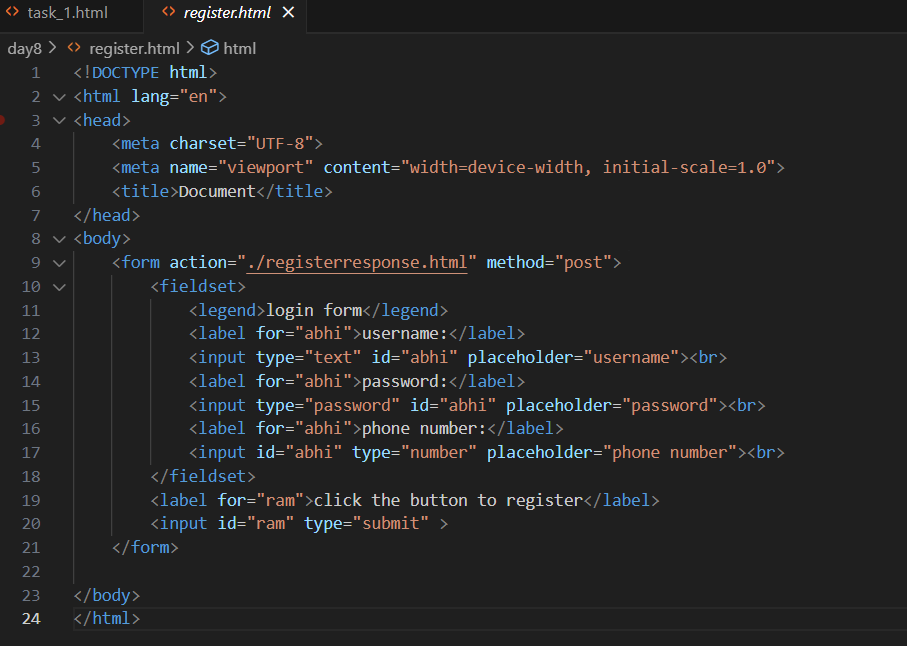 task_1.html register.html
day8 > register.html > html
1 <!DOCTYPE html>
2 <html lang="en">
3 <head>
4 <meta charset="UTF-8">
5 <meta name="viewport" content="width=device-width, initial-scale=1.0">
6 <title>Document</title>
7 </head>
8 <body>
9 <form action="./registerresponse.html" method="post">
10 <fieldset>
11 <legend>login form</legend>
12 <label for="abhi">username:</label>
13 <input type="text" id="abhi" placeholder="username"><br>
14 <label for="abhi">password:</label>
15 <input type="password" id="abhi" placeholder="password"><br>
16 <label for="abhi">phone number:</label>
17 <input id="abhi" type="number" placeholder="phone number"><br>
18 </fieldset>
19 <label for="ram">click the button to register</label>
20 <input id="ram" type="submit" >
21 </form>
22
23 </body>
24 </html>